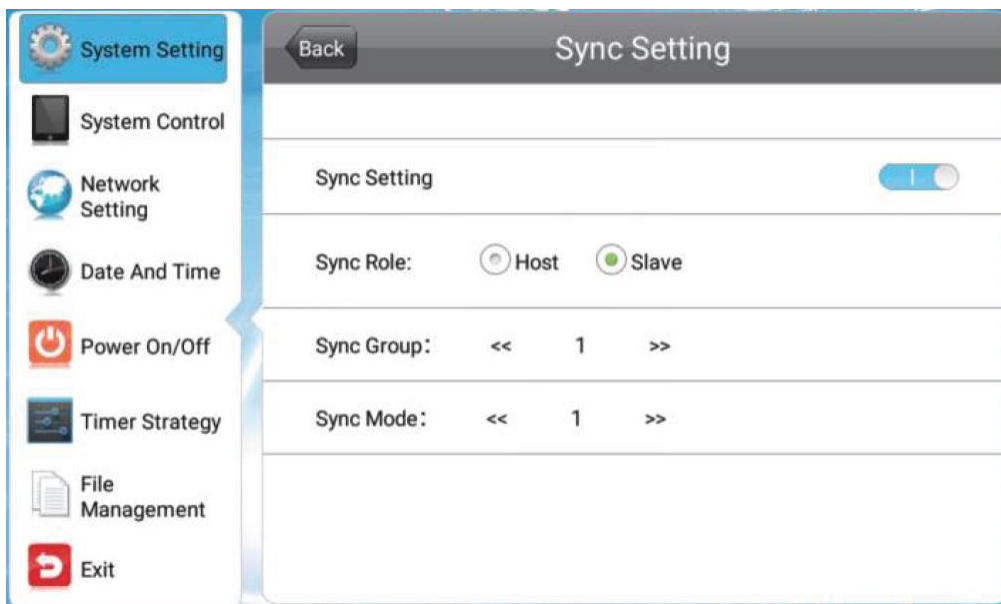 System Setting
System Control
Network
Setting
Date And Time
Power On/Off
Timer Strategy
File
Management
Exit
Back
Sync Setting
Sync Setting
Sync Role: Host Slave
Sync Group: << 1 >>
Sync Mode: << 1 >>